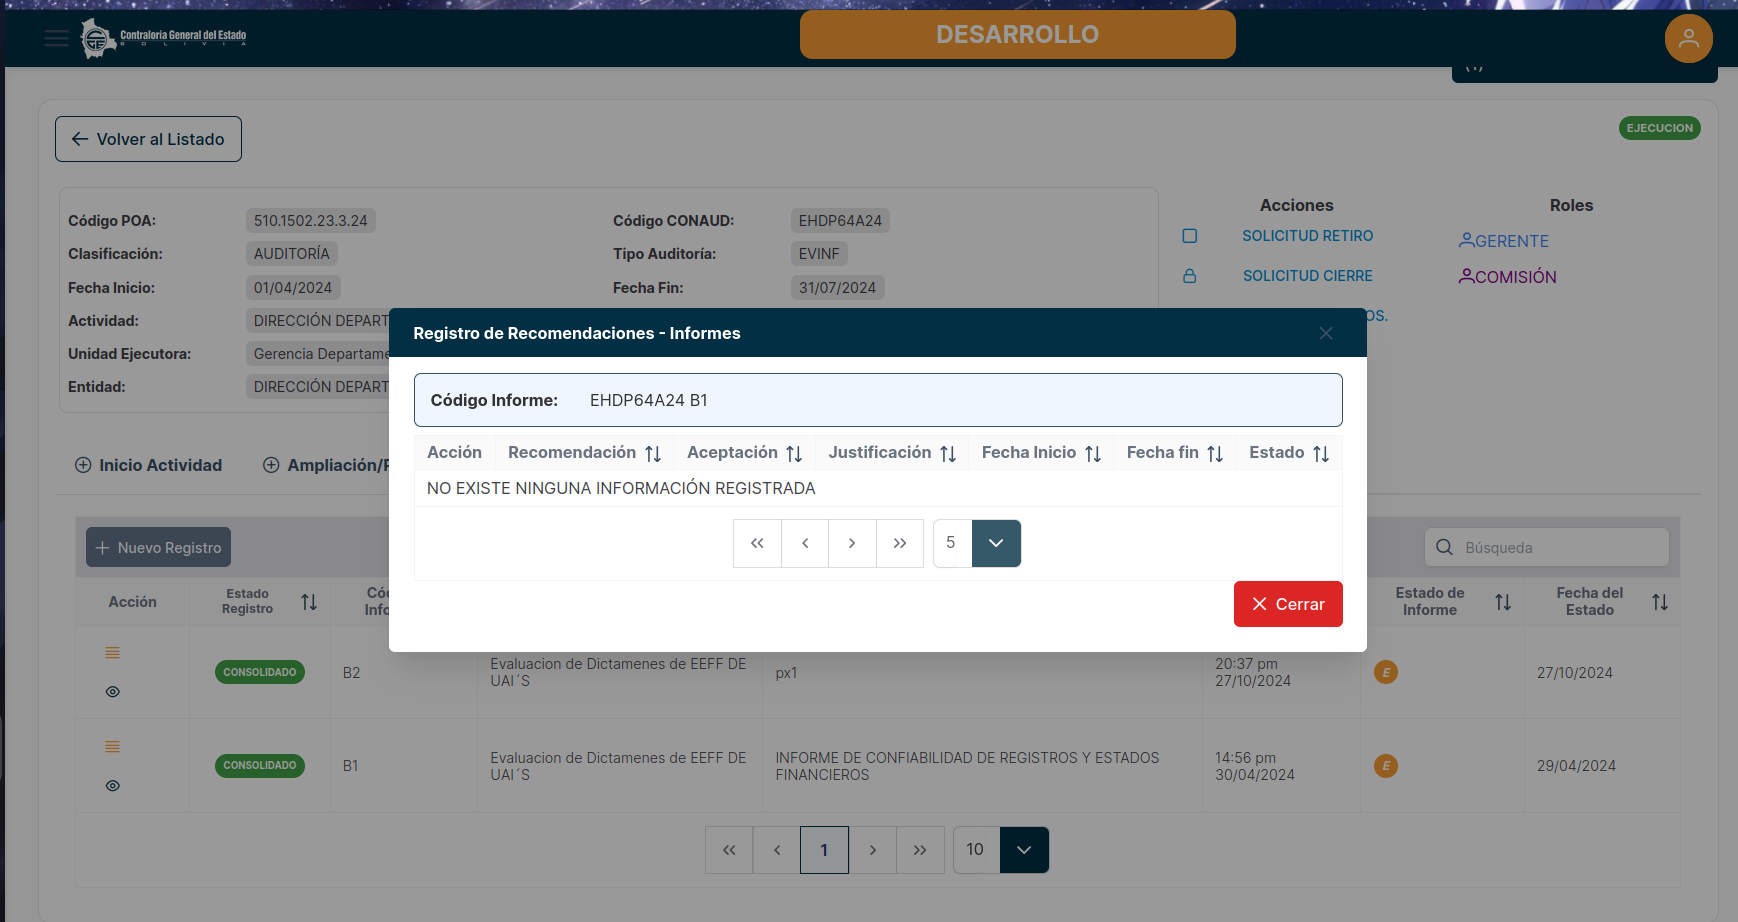 Contraloría General del Estado
B O L I V I A
DESARROLLO
Volver al Listado
EJECUCION
Código POA: 510.1502.23.3.24 Código CONAUD: EHDP64A24
Clasificación: AUDITORÍA Tipo Auditoría: EVINF
Fecha Inicio: 01/04/2024 Fecha Fin: 31/07/2024
Actividad: DIRECCIÓN DEPART
Unidad Ejecutora: Gerencia Departame
Entidad: DIRECCIÓN DEPART
Acciones Roles
SOLICITUD RETIRO GERENTE
SOLICITUD CIERRE COMISIÓN
OS.
Registro de Recomendaciones - Informes
Código Informe: EHDP64A24 B1
Acción Recomendación Aceptación Justificación Fecha Inicio Fecha fin Estado
NO EXISTE NINGUNA INFORMACIÓN REGISTRADA
5
Cerrar
Inicio Actividad Ampliación/
Nuevo Registro Búsqueda
Acción Estado Registro Có Info Estado de Informe Fecha del Estado
CONSOLIDADO B2 Evaluacion de Dictamenes de EEFF DE UAI´S px1 20:37 pm 27/10/2024 E 27/10/2024
CONSOLIDADO B1 Evaluacion de Dictamenes de EEFF DE UAI´S INFORME DE CONFIABILIDAD DE REGISTROS Y ESTADOS FINANCIEROS 14:56 pm 30/04/2024 E 29/04/2024
1 10